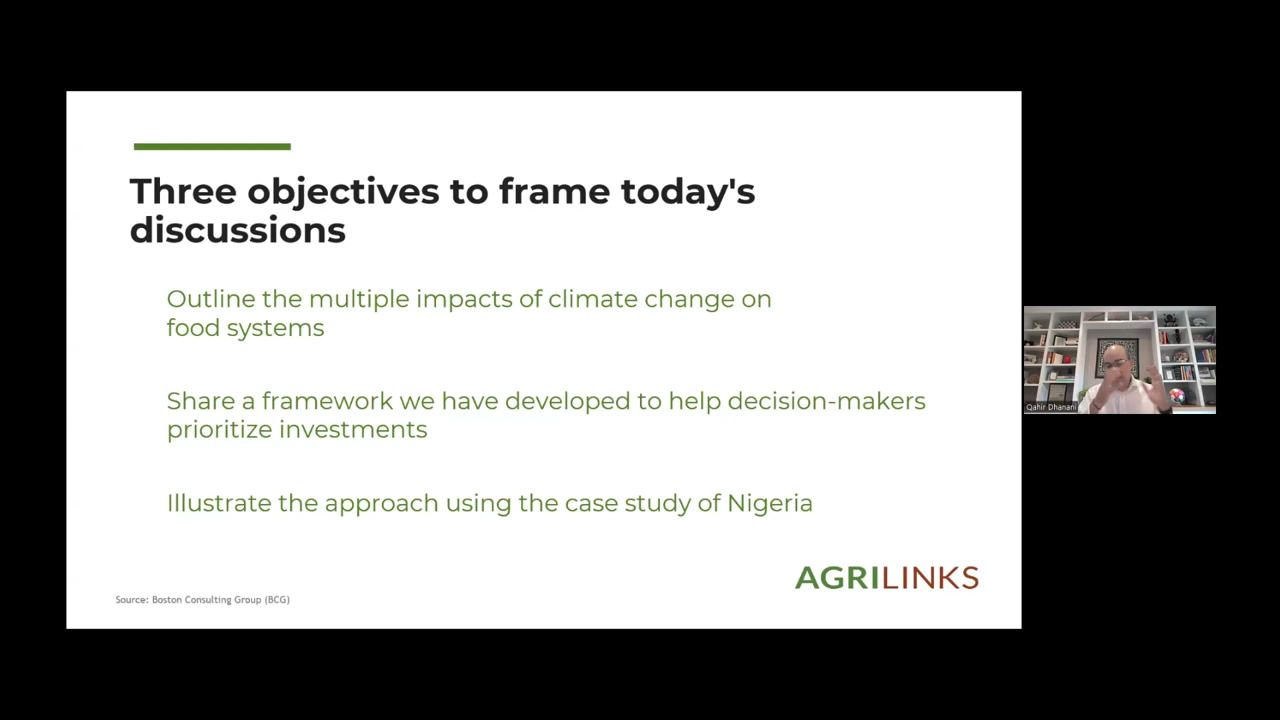 Three objectives to frame today's
discussions
Outline the multiple impacts of climate change on
food systems
Share a framework we have developed to help decision-makers
prioritize investments
Illustrate the approach using the case study of Nigeria
AGRILINKS
Source: Boston Consulting Group (BCG)
Qahir Dhanani